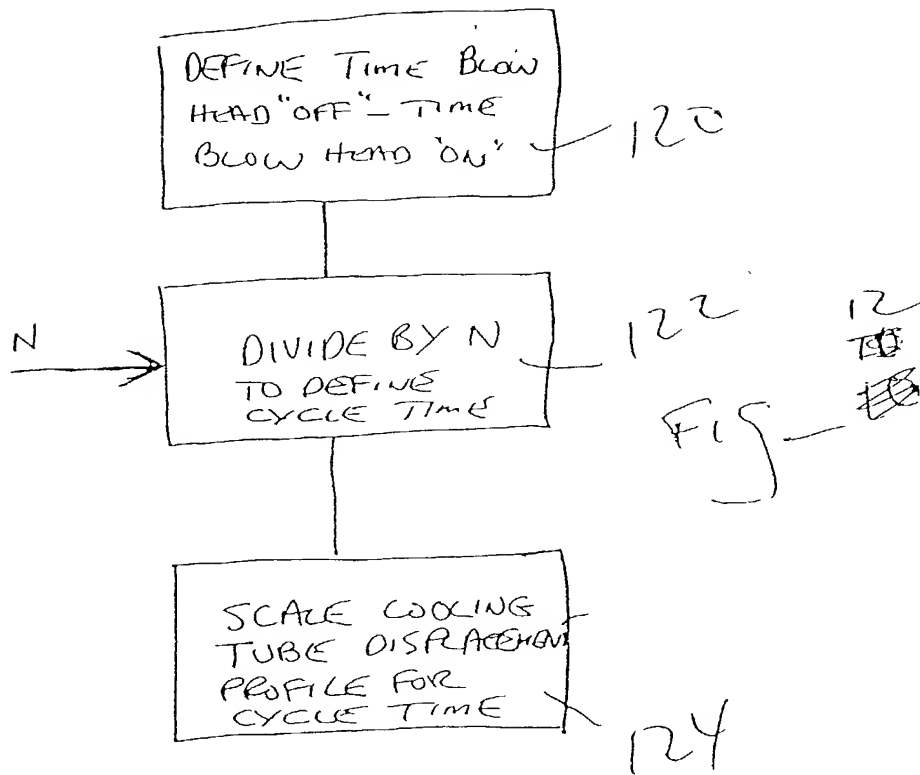 DEFINE TIME BLOW
HEAD "OFF" - TIME
BLOW HEAD "ON"
120
N
DIVIDE BY N
TO DEFINE
CYCLE TIME
122
12
Fig
SCALE COOLING
TUBE DISPLACEMENT
PROFILE FOR
CYCLE TIME
124